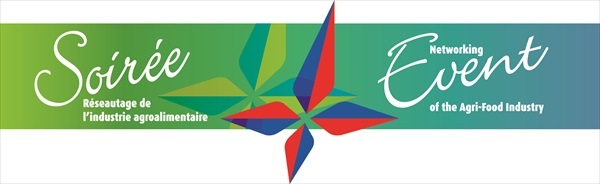 Soirée
Réseautage de
l'industrie agroalimentaire
Networking
Event
of the Agri-Food Industry